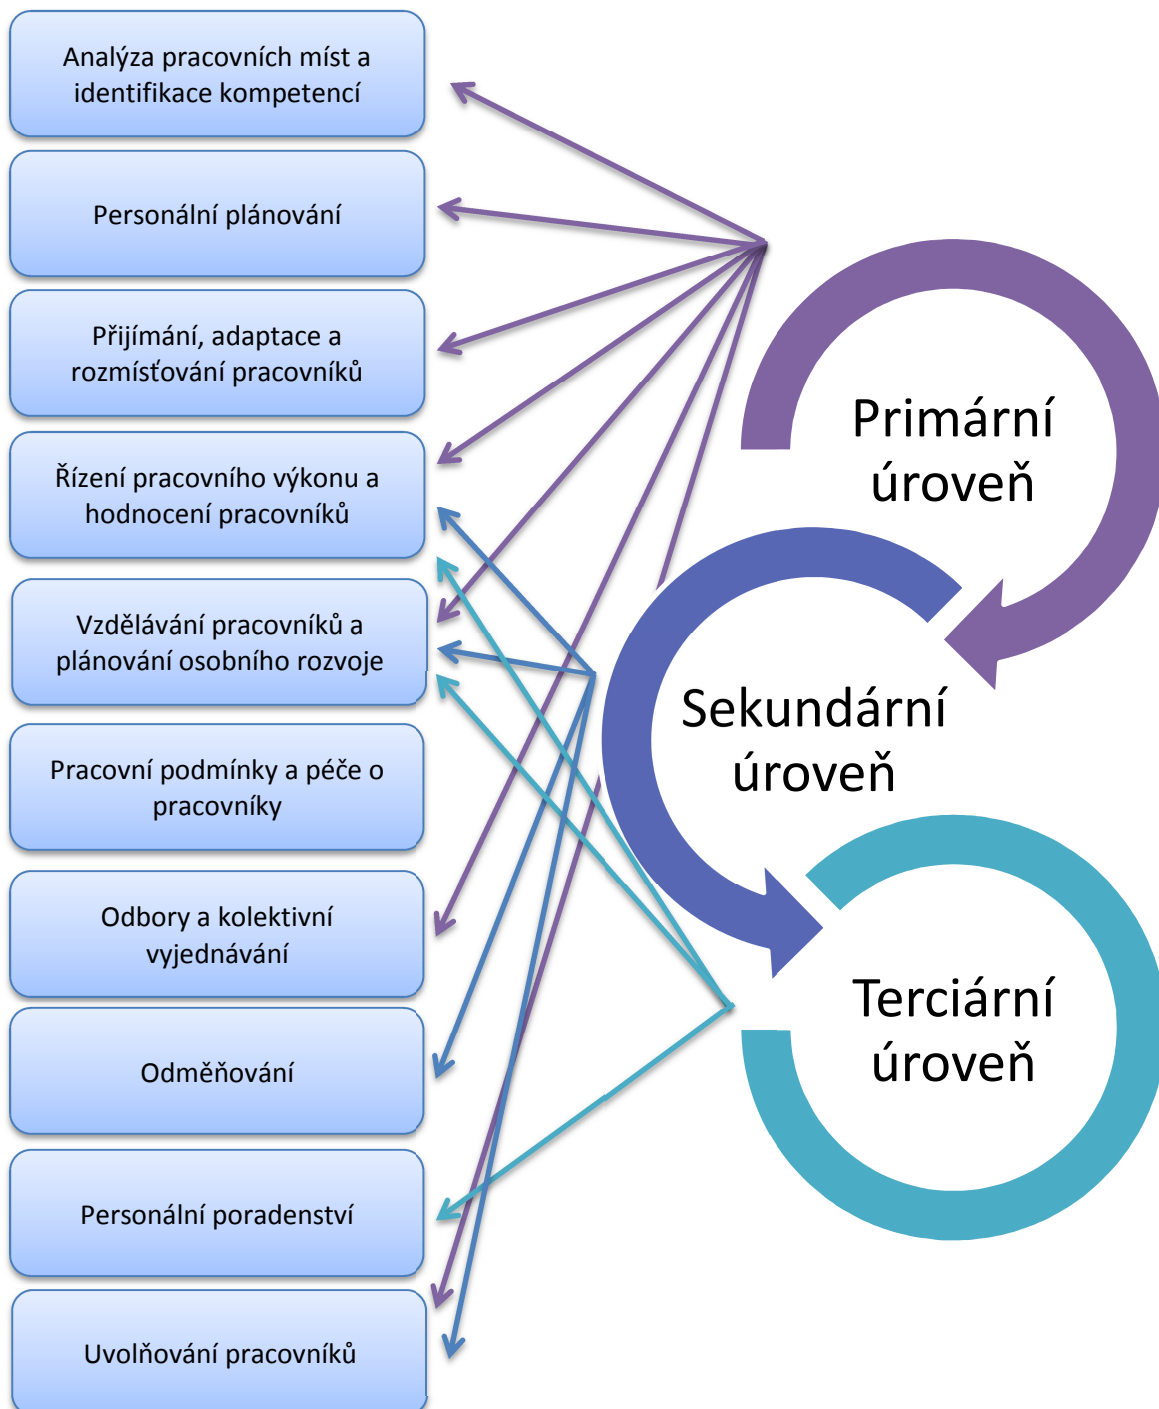 Analýza pracovních míst a
identifikace kompetencí
Personální plánování
Přijímání, adaptace a
rozmísťování pracovníků
Řízení pracovního výkonu a
hodnocení pracovníků
Vzdělávání pracovníků a
plánování osobního rozvoje
Pracovní podmínky a péče o
pracovníky
Odbory a kolektivní
vyjednávání
Odměňování
Personální poradenství
Uvolňování pracovníků
Primární
úroveň
Sekundární
úroveň
Terciární
úroveň